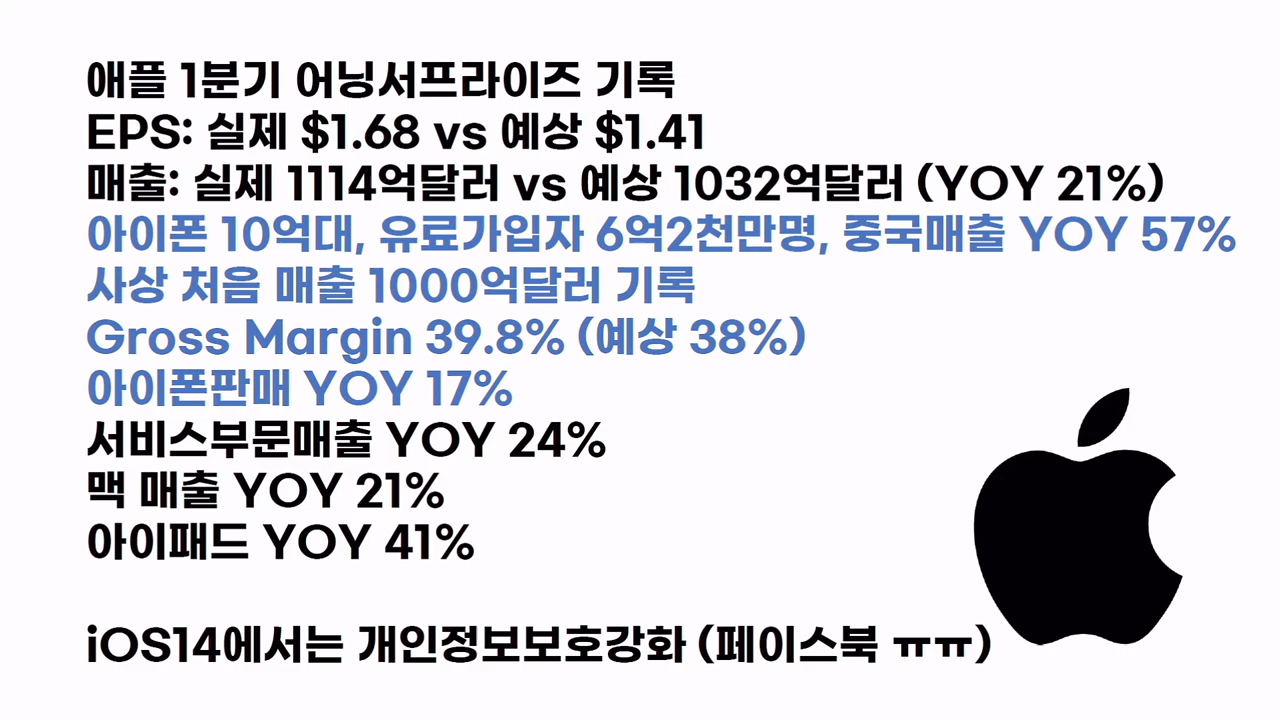 애플 1분기 어닝서프라이즈 기록
EPS: 실제 $1.68 vs 예상 $1.41
매출: 실제 1114억달러 vs 예상 1032억달러 (YOY 21%)
아이폰 10억대, 유료가입자 6억2천만명, 중국매출 YOY 57%
사상 처음 매출 1000억달러 기록
Gross Margin 39.8% (예상 38%)
아이폰판매 YOY 17%
서비스부문매출 YOY 24%
맥 매출 YOY 21%
아이패드 YOY 41%
iOS14에서는 개인정보보호강화 (페이스북 ㅠㅠ)